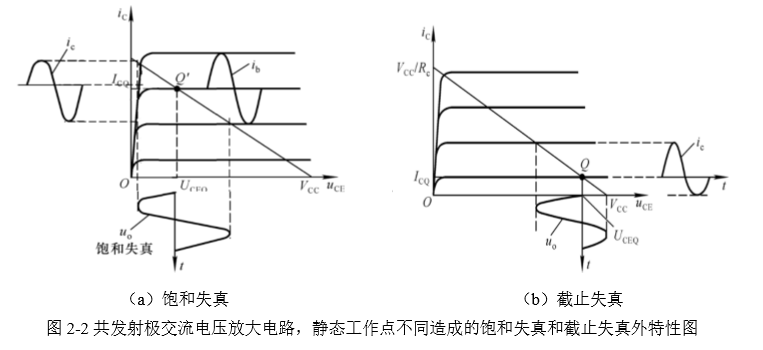 i_C
i_c
I_CQ
Q'
i_b
O
U_CEQ
V_CC
u_CE
u_o
饱和失真
t
i_C
V_CC/R_c
I_CQ
Q
i_c
t
O
V_CC
u_CE
u_o
U_CEQ
t
（a）饱和失真
（b）截止失真
图 2-2 共发射极交流电压放大电路，静态工作点不同造成的饱和失真和截止失真外特性图